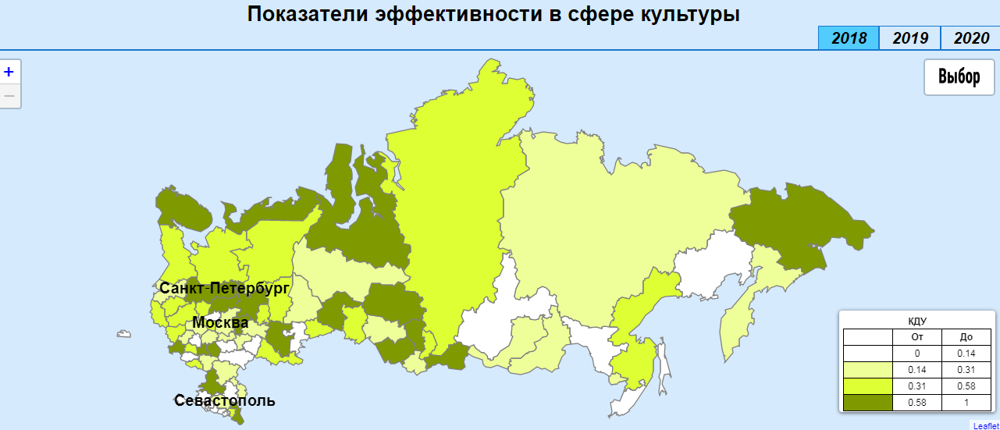 Показатели эффективности в сфере культуры
2018 2019 2020
+
−
Выбор
Санкт-Петербург
Москва
Севастополь
КДУ
От До
0 0.14
0.14 0.31
0.31 0.58
0.58 1
Leaflet